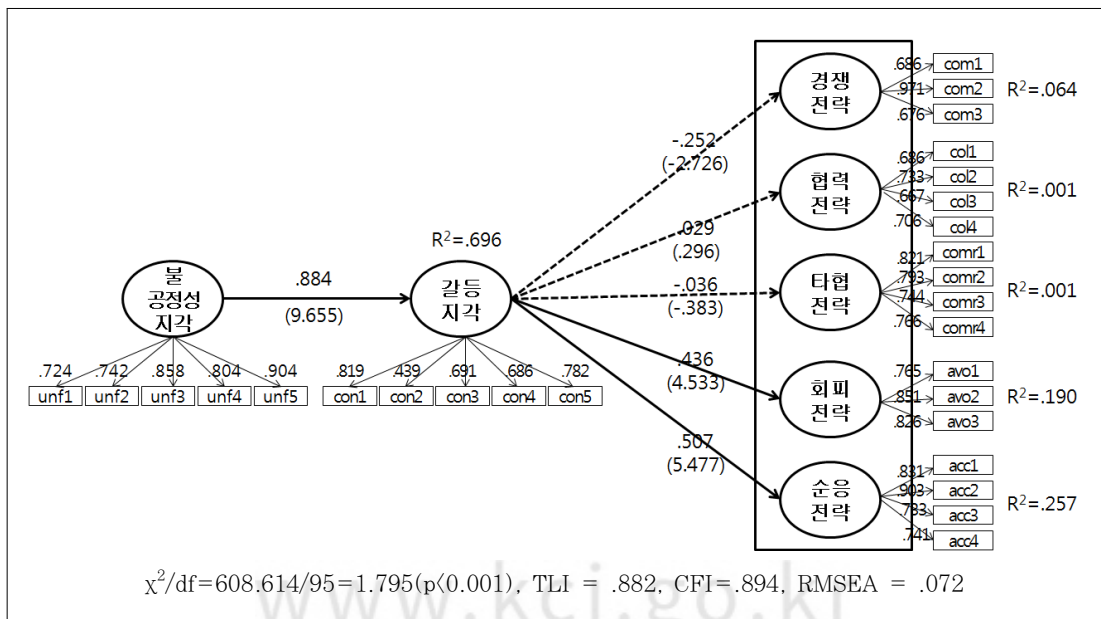 경쟁
전략
.686
.971
.676
com1
com2
com3
R²=.064
-.252
(-2.726)
협력
전략
.686
.733
.667
.706
col1
col2
col3
col4
R²=.001
.029
(.296)
R²=.696
불
공정성
지각
.884
(9.655)
갈등
지각
-.036
(-.383)
타협
전략
.821
.793
.744
.766
comr1
comr2
comr3
comr4
R²=.001
.724
.742
.858
.804
.904
unf1
unf2
unf3
unf4
unf5
.819
.439
.691
.686
.782
con1
con2
con3
con4
con5
.436
(4.533)
회피
전략
.765
.851
.826
avo1
avo2
avo3
R²=.190
.507
(5.477)
순응
전략
.831
.903
.783
.741
acc1
acc2
acc3
acc4
R²=.257
χ²/df=608.614/95=1.795(p<0.001), TLI = .882, CFI=.894, RMSEA = .072
www.kci.go.kr